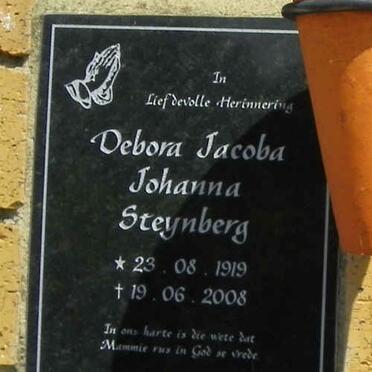 In
Liefdevolle Herinnering
Debora Jacoba
Johanna
Steynberg
★ 23 . 08 . 1919
† 19 . 06 . 2008
In ons harte is die wete dat
Mammie rus in God se vrede.